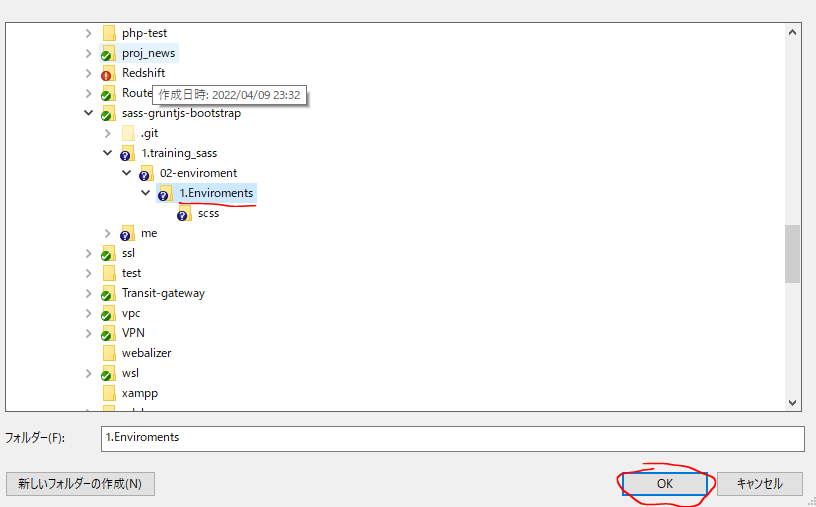 php-test
proj_news
Redshift
Route
作成日時: 2022/04/09 23:32
sass-gruntjs-bootstrap
.git
1.training_sass
02-enviroment
1.Enviroments
scss
me
ssl
test
Transit-gateway
vpc
VPN
webalizer
wsl
xampp
フォルダー(F):
1.Enviroments
新しいフォルダーの作成(N)
OK
キャンセル